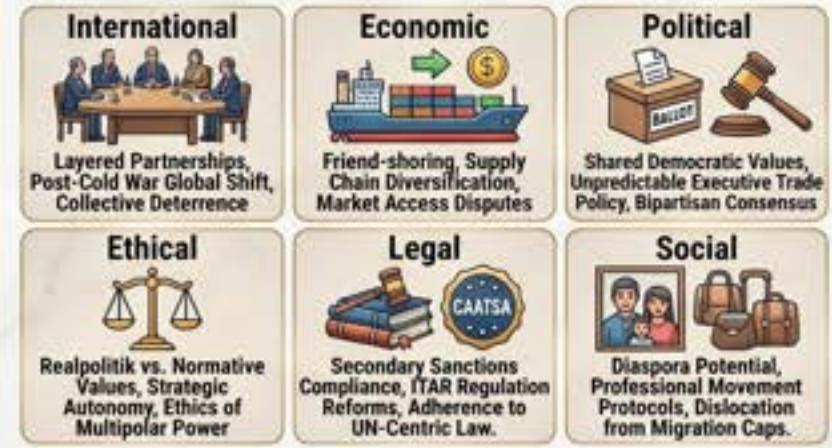 International
Layered Partnerships,
Post-Cold War Global Shift,
Collective Deterrence
Economic
$
Friend-shoring, Supply
Chain Diversification,
Market Access Disputes
Political
BALLOT
Shared Democratic Values,
Unpredictable Executive Trade
Policy, Bipartisan Consensus
Ethical
Realpolitik vs. Normative
Values, Strategic
Autonomy, Ethics of
Multipolar Power
Legal
CAATSA
Secondary Sanctions
Compliance, ITAR Regulation
Reforms, Adherence to
UN-Centric Law.
Social
Diaspora Potential,
Professional Movement
Protocols, Dislocation
from Migration Caps.